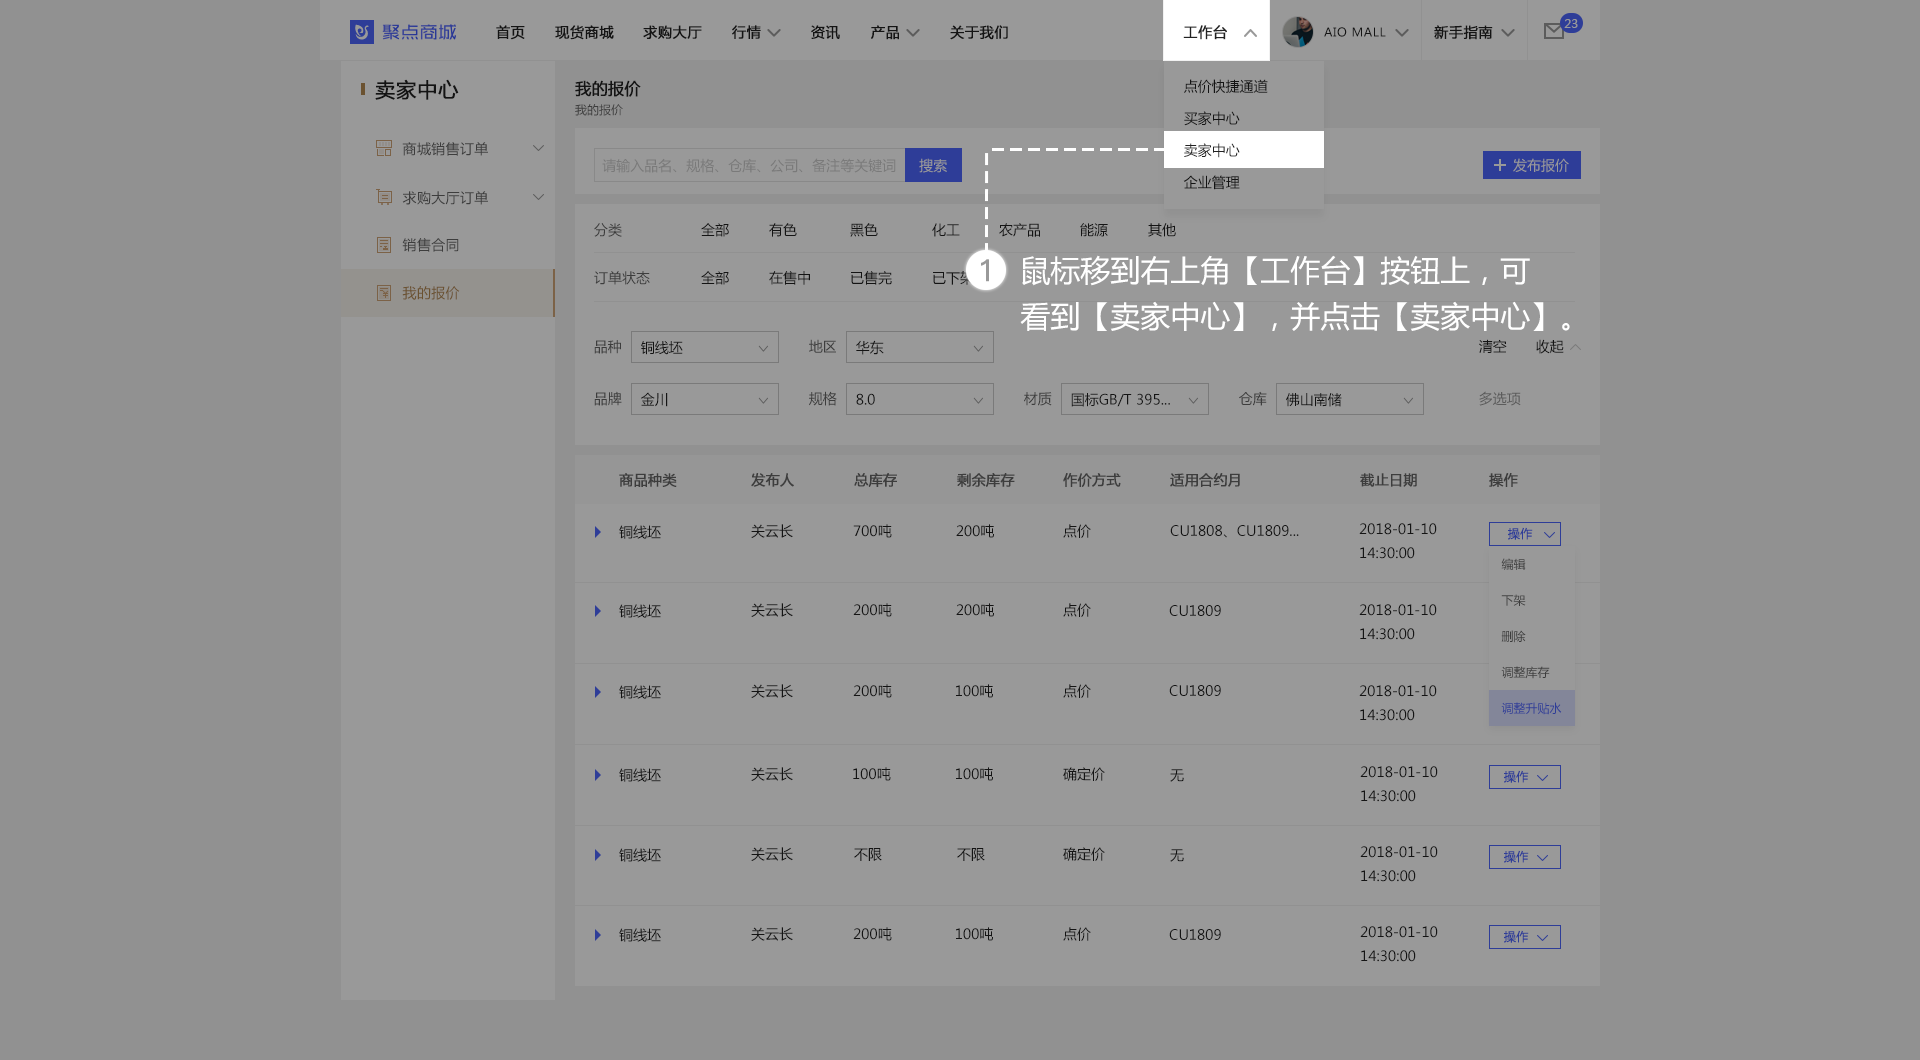 聚点商城 首页 现货商城 求购大厅 行情 资讯 产品 关于我们 工作台 AIO MALL 新手指南 23
点价快捷通道
买家中心
卖家中心
企业管理
卖家中心
商城销售订单
求购大厅订单
销售合同
我的报价
我的报价
我的报价
请输入品名、规格、仓库、公司、备注等关键词 搜索 发布报价
分类 全部 有色 黑色 化工 农产品 能源 其他
订单状态 全部 在售中 已售完 已下架
1 鼠标移到右上角【工作台】按钮上，可
看到【卖家中心】，并点击【卖家中心】。
品种 铜线坯 地区 华东 清空 收起
品牌 金川 规格 8.0 材质 国标GB/T 395... 仓库 佛山南储 多选项
商品种类 发布人 总库存 剩余库存 作价方式 适用合约月 截止日期 操作
铜线坯 关云长 700吨 200吨 点价 CU1808、CU1809... 2018-01-10 操作
14:30:00
编辑
下架
删除
调整库存
调整升贴水
铜线坯 关云长 200吨 200吨 点价 CU1809 2018-01-10
14:30:00
铜线坯 关云长 200吨 100吨 点价 CU1809 2018-01-10
14:30:00
铜线坯 关云长 100吨 100吨 确定价 无 2018-01-10 操作
14:30:00
铜线坯 关云长 不限 不限 确定价 无 2018-01-10 操作
14:30:00
铜线坯 关云长 200吨 100吨 点价 CU1809 2018-01-10 操作
14:30:00